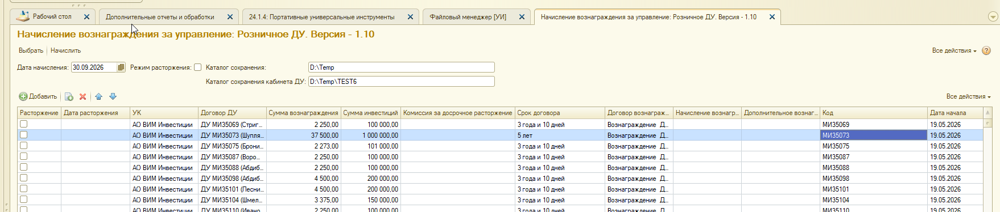 Рабочий стол Дополнительные отчеты и обработки 24.1.4: Портативные универсальные инструменты Файловый менеджер [УИ] Начисление вознаграждения за управление: Розничное ДУ. Версия - 1.10
Начисление вознаграждения за управление: Розничное ДУ. Версия - 1.10
Выбрать Начислить Все действия
Дата начисления: 30.09.2026 Режим расторжения: Каталог сохранения: D:\Temp
Каталог сохранения кабинета ДУ: D:\Temp\TEST6
Добавить Все действия
Расторжение Дата расторжения УК Договор ДУ Сумма вознаграждения Сумма инвестиций Комиссия за досрочное расторжение Срок договора Договор вознаграж... Начисление вознагр... Дополнительное вознаг... Код Дата начала
АО ВИМ Инвестиции ДУ МИ35069 (Стриг... 2 250,00 100 000,00 3 года и 10 дней Вознаграждение Д... МИ35069 19.05.2026
АО ВИМ Инвестиции ДУ МИ35073 (Шупля... 37 500,00 1 000 000,00 5 лет Вознаграждение Д... МИ35073 19.05.2026
АО ВИМ Инвестиции ДУ МИ35075 (Брони... 2 273,00 101 000,00 3 года и 10 дней Вознаграждение Д... МИ35075 19.05.2026
АО ВИМ Инвестиции ДУ МИ35087 (Воро... 2 250,00 100 000,00 3 года и 10 дней Вознаграждение Д... МИ35087 19.05.2026
АО ВИМ Инвестиции ДУ МИ35088 (Абдиб... 2 250,00 100 000,00 3 года и 10 дней Вознаграждение Д... МИ35088 19.05.2026
АО ВИМ Инвестиции ДУ МИ35098 (Абдиб... 4 500,00 200 000,00 3 года и 10 дней Вознаграждение Д... МИ35098 19.05.2026
АО ВИМ Инвестиции ДУ МИ35101 (Песни... 4 500,00 200 000,00 3 года и 10 дней Вознаграждение Д... МИ35101 19.05.2026
АО ВИМ Инвестиции ДУ МИ35104 (Шмел... 3 375,00 150 000,00 3 года и 10 дней Вознаграждение Д... МИ35104 19.05.2026
АО ВИМ Инвестиции ДУ МИ35110 (Ивано... 2 250,00 100 000,00 3 года и 10 дней Вознаграждение Д... МИ35110 19.05.2026